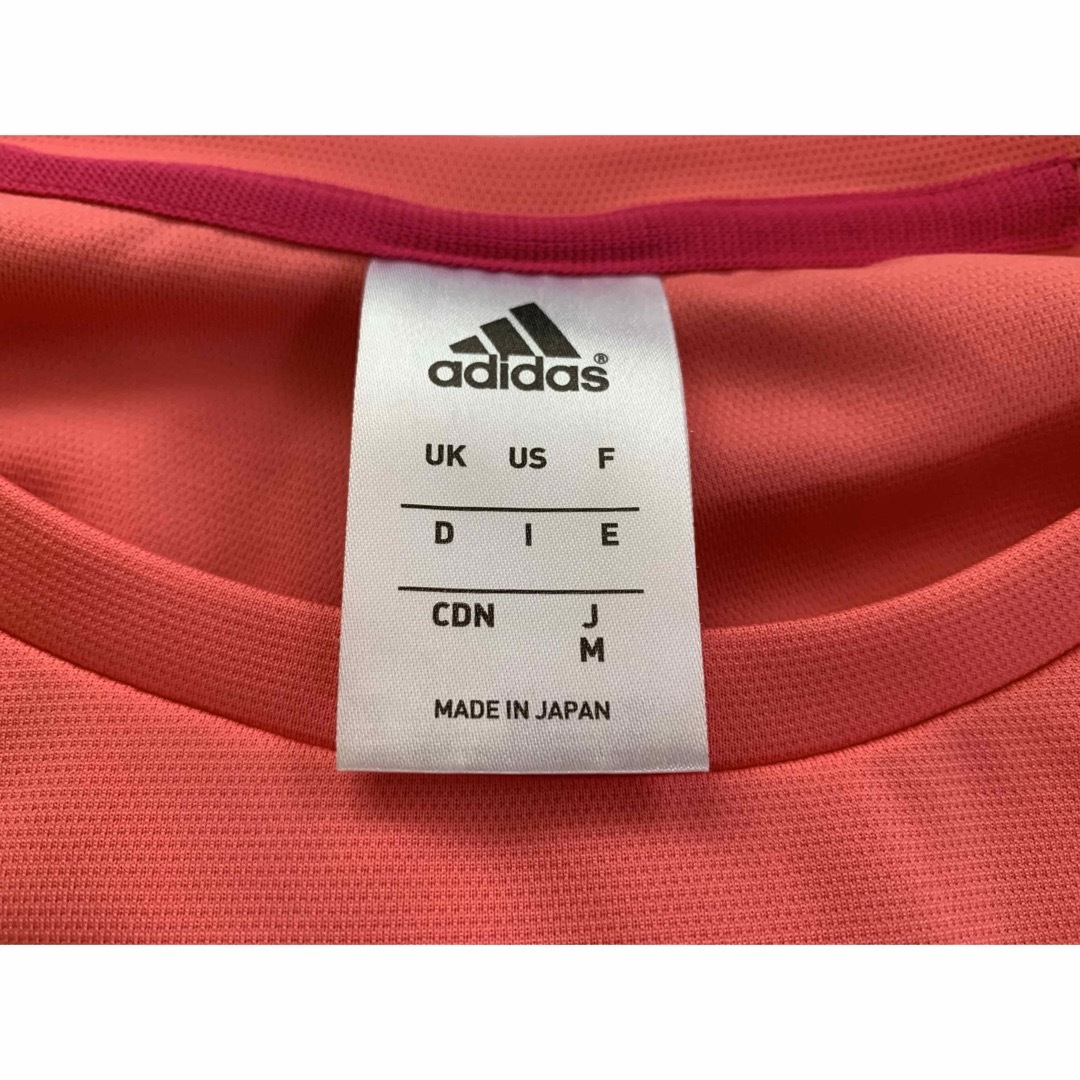 adidas®
UK US F
D I E
CDN J
M
MADE IN JAPAN